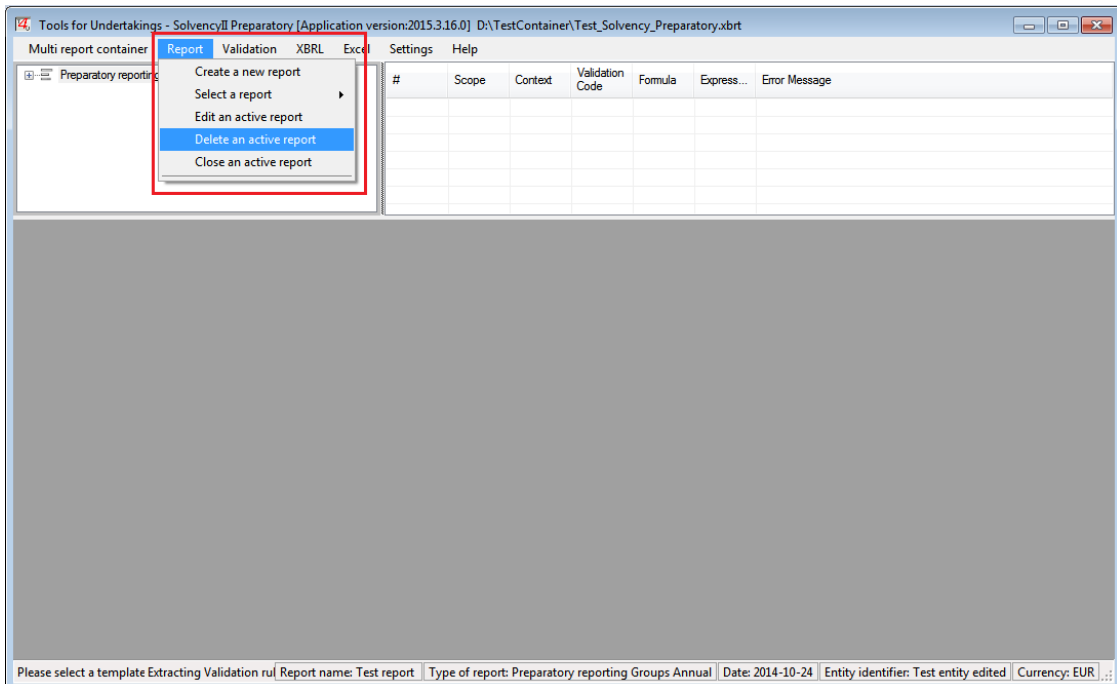 Tools for Undertakings - SolvencyII Preparatory [Application version:2015.3.16.0] D:\TestContainer\Test_Solvency_Preparatory.xbrt
Multi report container Report Validation XBRL Excel Settings Help
Preparatory reporting
Create a new report
Select a report
Edit an active report
Delete an active report
Close an active report
# Scope Context Validation Code Formula Express... Error Message
Please select a template Extracting Validation rul Report name: Test report Type of report: Preparatory reporting Groups Annual Date: 2014-10-24 Entity identifier: Test entity edited Currency: EUR